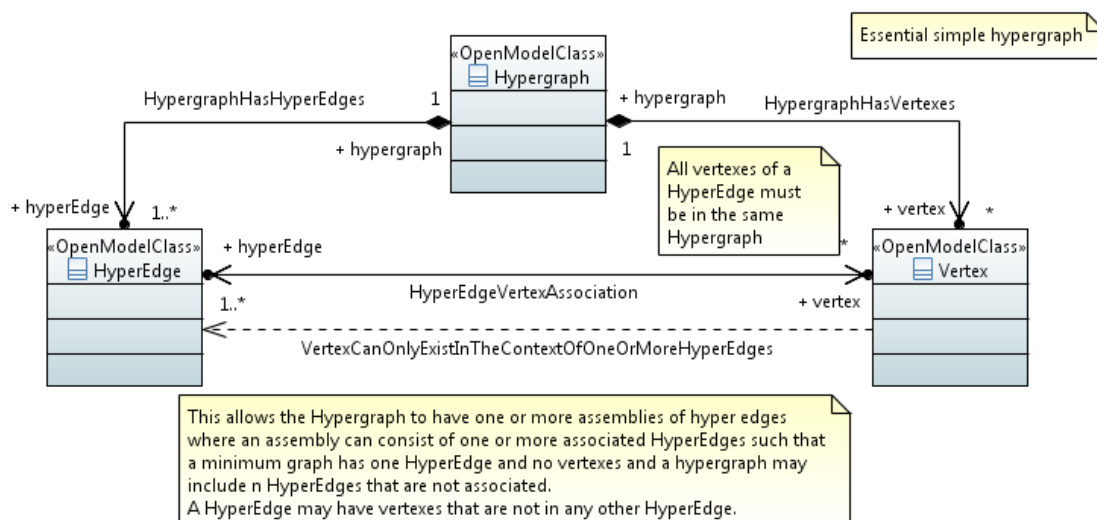 Essential simple hypergraph
«OpenModelClass»
Hypergraph
HypergraphHasHyperEdges
1
+ hypergraph
+ hypergraph
1
HypergraphHasVertexes
All vertexes of a
HyperEdge must
be in the same
Hypergraph
+ hyperEdge
1..*
+ vertex
*
«OpenModelClass»
HyperEdge
+ hyperEdge
1..*
HyperEdgeVertexAssociation
*
+ vertex
«OpenModelClass»
Vertex
VertexCanOnlyExistInTheContextOfOneOrMoreHyperEdges
This allows the Hypergraph to have one or more assemblies of hyper edges
where an assembly can consist of one or more associated HyperEdges such that
a minimum graph has one HyperEdge and no vertexes and a hypergraph may
include n HyperEdges that are not associated.
A HyperEdge may have vertexes that are not in any other HyperEdge.